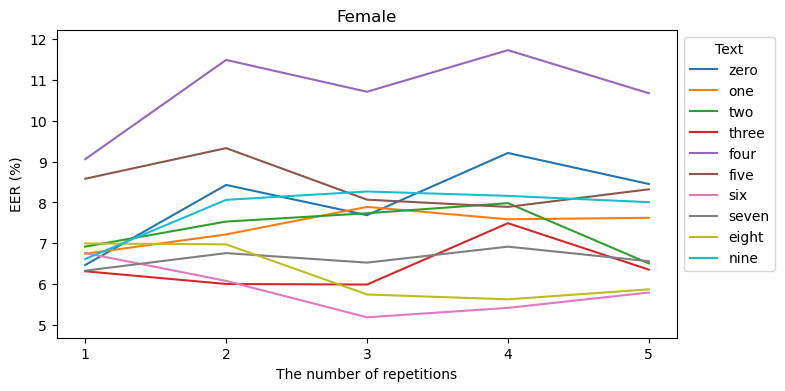 Female
EER (%)
12
11
10
9
8
7
6
5
1 2 3 4 5
The number of repetitions
Text
zero
one
two
three
four
five
six
seven
eight
nine